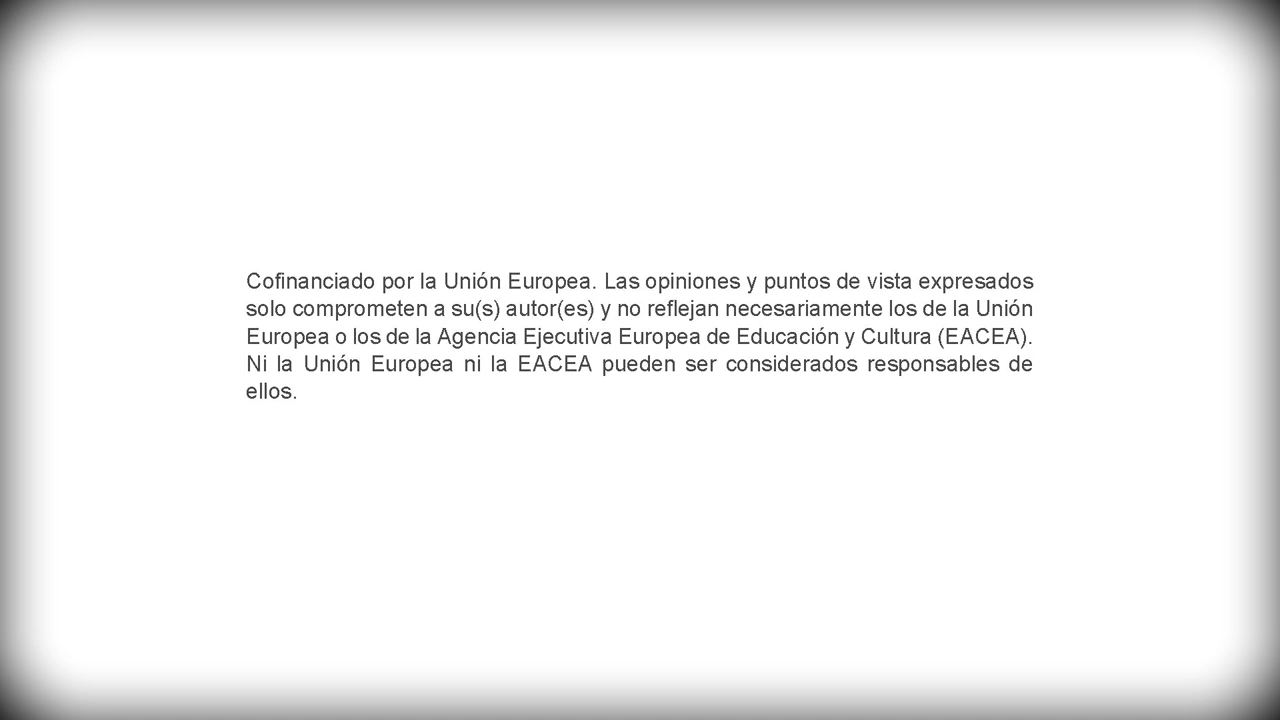 Cofinanciado por la Unión Europea. Las opiniones y puntos de vista expresados
solo comprometen a su(s) autor(es) y no reflejan necesariamente los de la Unión
Europea o los de la Agencia Ejecutiva Europea de Educación y Cultura (EACEA).
Ni la Unión Europea ni la EACEA pueden ser considerados responsables de
ellos.